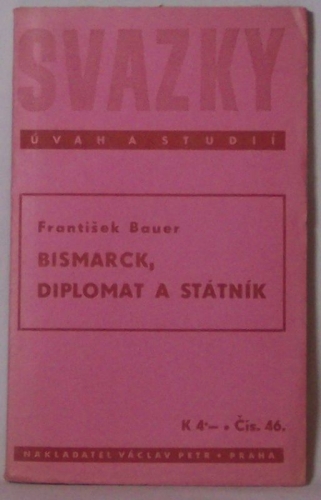 SVAZKY
ÚVAH A STUDIÍ
František Bauer
BISMARCK,
DIPLOMAT A STÁTNÍK
K 4·– • Čís. 46.
NAKLADATEL VÁCLAV PETR • PRAHA